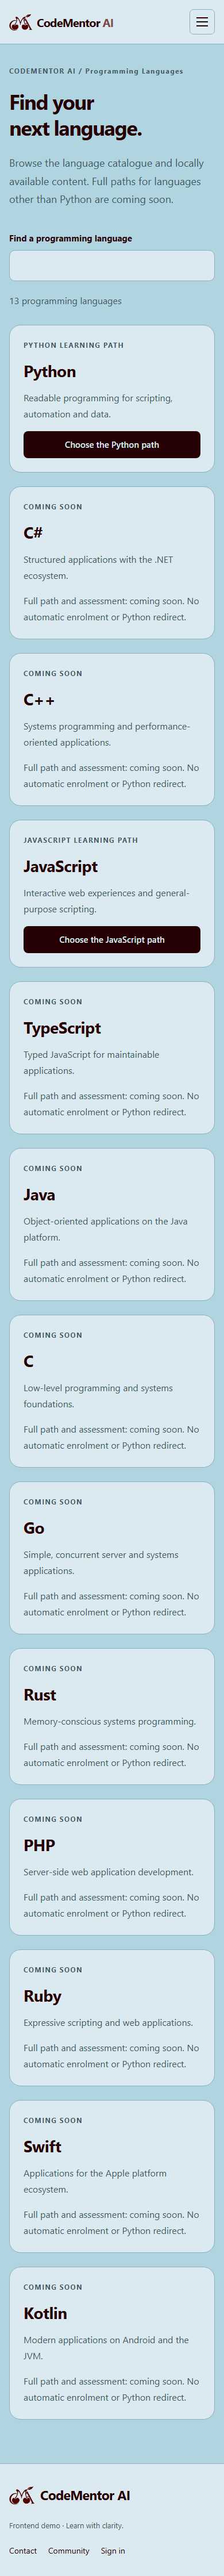 CodeMentor AI
CODEMENTOR AI / Programming Languages
Find your
next language.
Browse the language catalogue and locally
available content. Full paths for languages
other than Python are coming soon.
Find a programming language
13 programming languages
PYTHON LEARNING PATH
Python
Readable programming for scripting,
automation and data.
Choose the Python path
COMING SOON
C#
Structured applications with the .NET
ecosystem.
Full path and assessment: coming soon. No
automatic enrolment or Python redirect.
COMING SOON
C++
Systems programming and performance-
oriented applications.
Full path and assessment: coming soon. No
automatic enrolment or Python redirect.
JAVASCRIPT LEARNING PATH
JavaScript
Interactive web experiences and general-
purpose scripting.
Choose the JavaScript path
COMING SOON
TypeScript
Typed JavaScript for maintainable
applications.
Full path and assessment: coming soon. No
automatic enrolment or Python redirect.
COMING SOON
Java
Object-oriented applications on the Java
platform.
Full path and assessment: coming soon. No
automatic enrolment or Python redirect.
COMING SOON
C
Low-level programming and systems
foundations.
Full path and assessment: coming soon. No
automatic enrolment or Python redirect.
COMING SOON
Go
Simple, concurrent server and systems
applications.
Full path and assessment: coming soon. No
automatic enrolment or Python redirect.
COMING SOON
Rust
Memory-conscious systems programming.
Full path and assessment: coming soon. No
automatic enrolment or Python redirect.
COMING SOON
PHP
Server-side web application development.
Full path and assessment: coming soon. No
automatic enrolment or Python redirect.
COMING SOON
Ruby
Expressive scripting and web applications.
Full path and assessment: coming soon. No
automatic enrolment or Python redirect.
COMING SOON
Swift
Applications for the Apple platform
ecosystem.
Full path and assessment: coming soon. No
automatic enrolment or Python redirect.
COMING SOON
Kotlin
Modern applications on Android and the
JVM.
Full path and assessment: coming soon. No
automatic enrolment or Python redirect.
CodeMentor AI
Frontend demo · Learn with clarity.
Contact Community Sign in